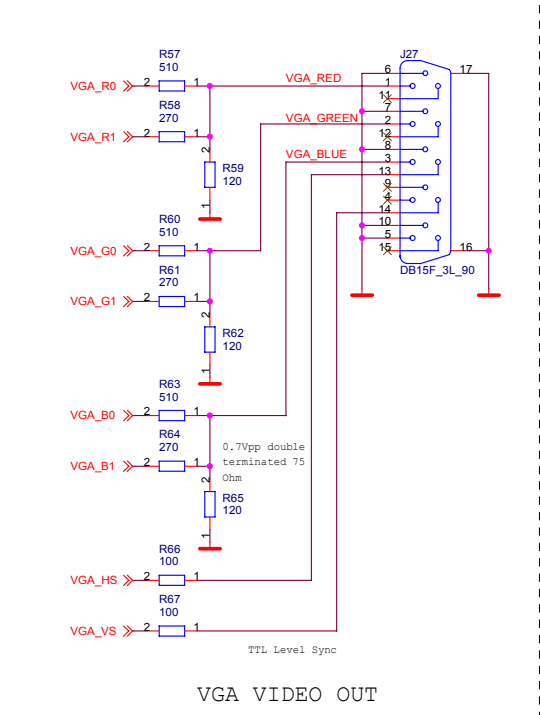 R57
510
VGA_R0 2 1
R58
270
VGA_R1 2 1
2 R59
120
1
R60
510
VGA_G0 2 1
R61
270
VGA_G1 2 1
2 R62
120
1
R63
510
VGA_B0 2 1
R64
270
VGA_B1 2 1
2 R65
120
1
0.7Vpp double
terminated 75
Ohm
R66
100
VGA_HS 2 1
R67
100
VGA_VS 2 1
TTL Level Sync
VGA_RED
VGA_GREEN
VGA_BLUE
J27
6
1
11
7
2
12
8
3
13
9
4
14
10
5
15
17
16
DB15F_3L_90
VGA VIDEO OUT